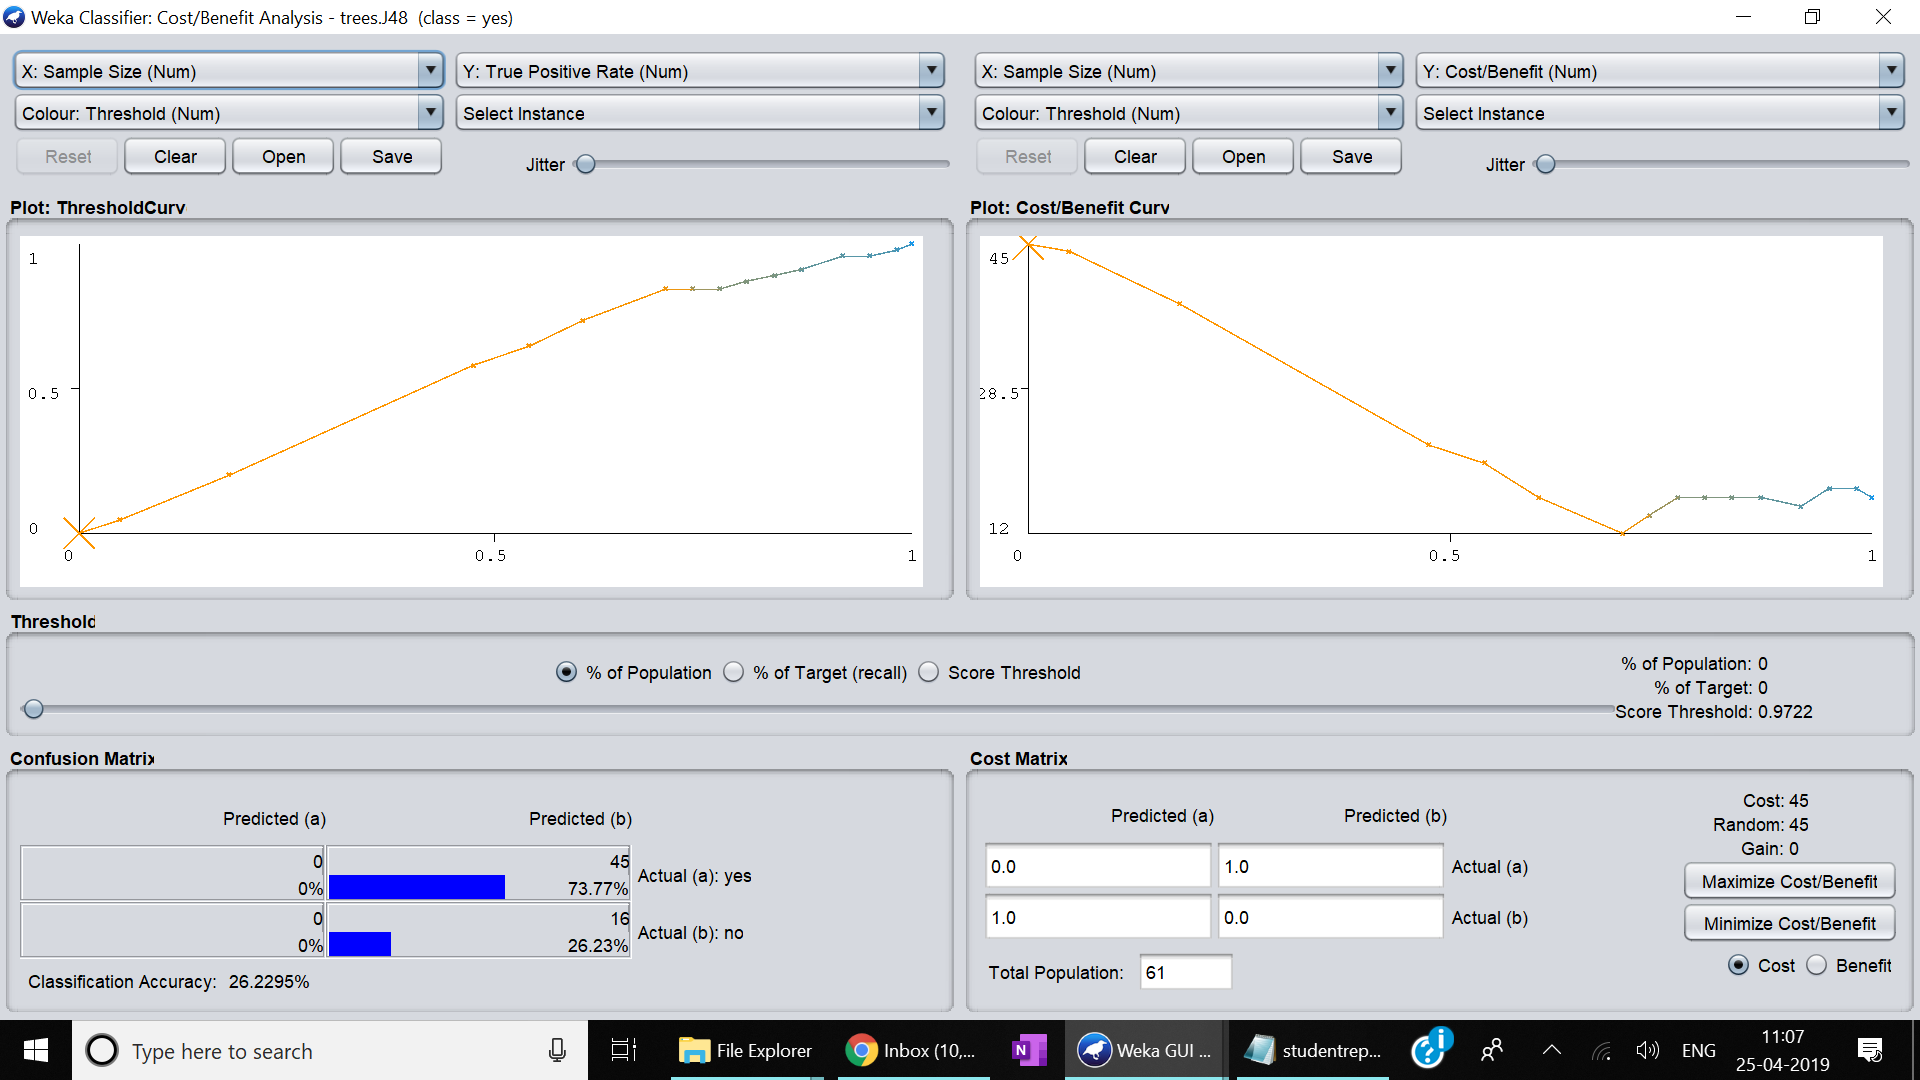 Weka Classifier: Cost/Benefit Analysis - trees.J48 (class = yes)
X: Sample Size (Num)
Y: True Positive Rate (Num)
X: Sample Size (Num)
Y: Cost/Benefit (Num)
Colour: Threshold (Num)
Select Instance
Colour: Threshold (Num)
Select Instance
Reset
Clear
Open
Save
Jitter
Reset
Clear
Open
Save
Jitter
Plot: ThresholdCurv
1
0.5
0
0
0.5
1
Plot: Cost/Benefit Curv
45
28.5
12
0
0.5
1
Threshold
% of Population
% of Target (recall)
Score Threshold
% of Population: 0
% of Target: 0
Score Threshold: 0.9722
Confusion Matrix
Predicted (a)
Predicted (b)
0
45
0%
73.77%
Actual (a): yes
0
16
0%
26.23%
Actual (b): no
Classification Accuracy: 26.2295%
Cost Matrix
Predicted (a)
Predicted (b)
0.0
1.0
Actual (a)
1.0
0.0
Actual (b)
Total Population: 61
Cost: 45
Random: 45
Gain: 0
Maximize Cost/Benefit
Minimize Cost/Benefit
Cost
Benefit
Type here to search
File Explorer
Inbox (10,...
N
Weka GUI ...
studentrep...
ENG
11:07
25-04-2019